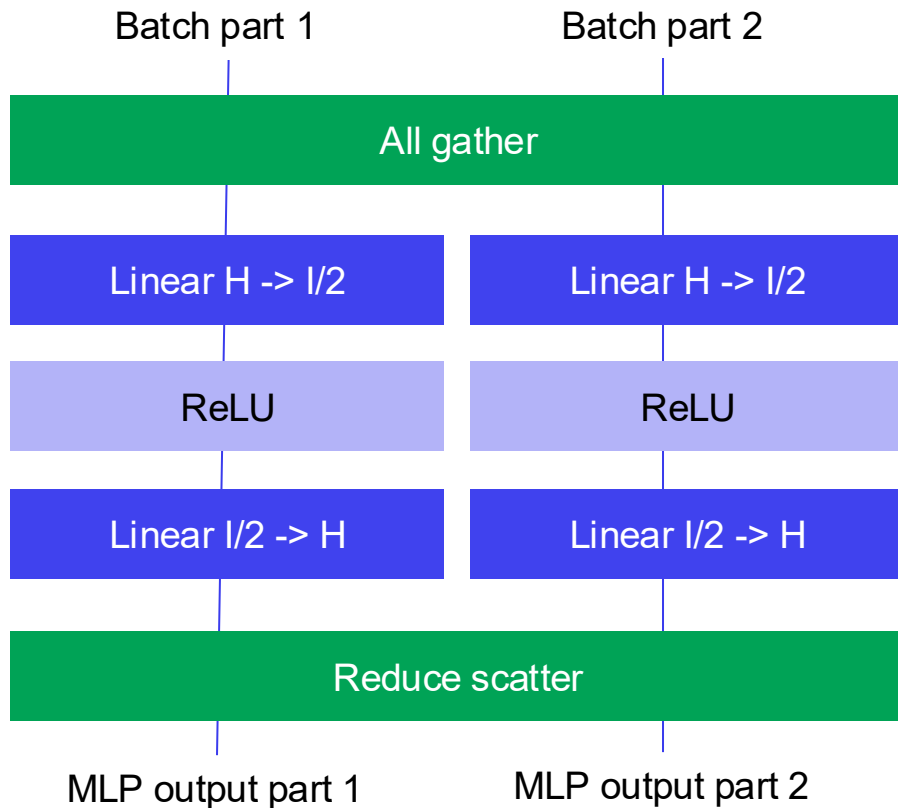 Batch part 1
Batch part 2
All gather
Linear H -> I/2
Linear H -> I/2
ReLU
ReLU
Linear I/2 -> H
Linear I/2 -> H
Reduce scatter
MLP output part 1
MLP output part 2